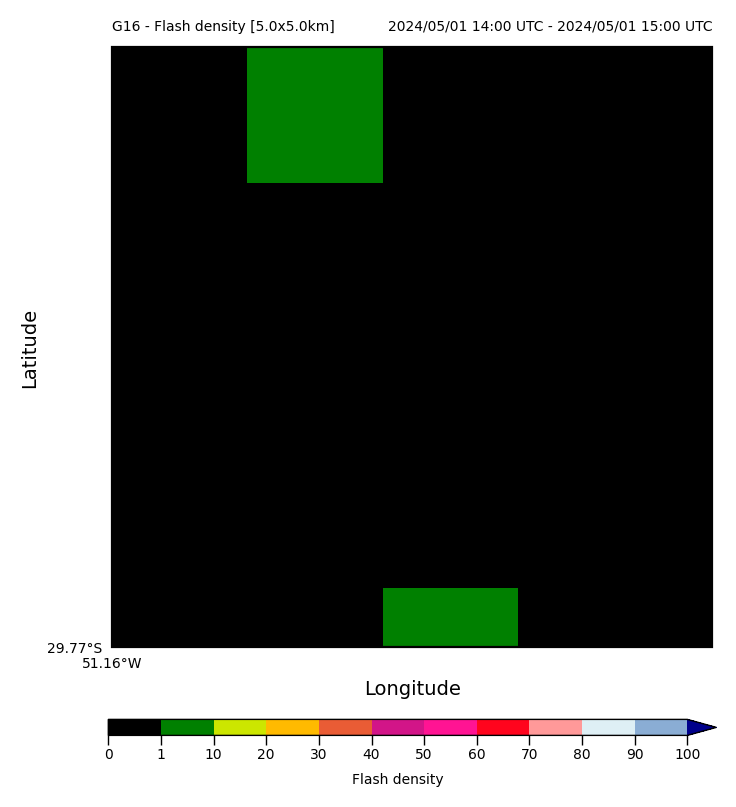 G16 - Flash density [5.0x5.0km] 2024/05/01 14:00 UTC - 2024/05/01 15:00 UTC
Latitude
29.77°S
51.16°W
Longitude
0 1 10 20 30 40 50 60 70 80 90 100
Flash density